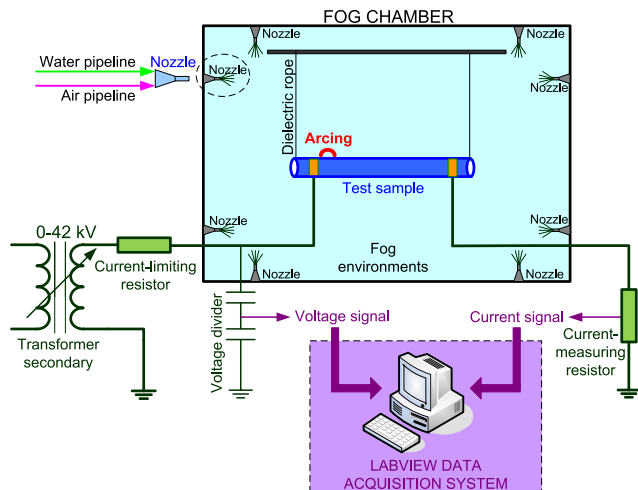 FOG CHAMBER
Nozzle
Nozzle
Water pipeline
Nozzle
Nozzle
Nozzle
Air pipeline
Dielectric rope
Arcing
Test sample
0-42 kV
Nozzle
Nozzle
Current-limiting
resistor
Nozzle
Fog
environments
Nozzle
Transformer
secondary
Voltage divider
Voltage signal
Current signal
Current-
measuring
resistor
LABVIEW DATA
ACQUISITION SYSTEM